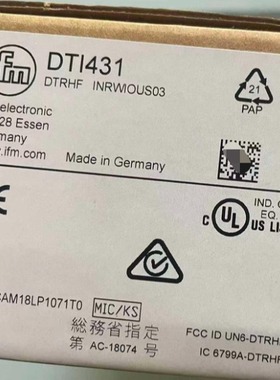 ifm
DTI431
DTRHF INRWIOUS03
electronic
28 Essen
many
.ifm.com
Made in Germany
21
PAP
CE
IND. C
EQ.
C UL US LIS
AM18LP1071T0
MIC/KS
総務省指定
第 AC-18074 号
FCC ID UN6-DTRH
IC 6799A-DTRH